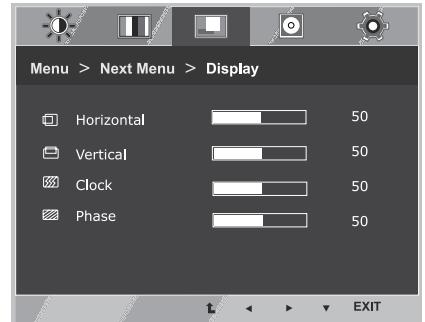 Menu > Next Menu > Display
Horizontal 50
Vertical 50
Clock 50
Phase 50
EXIT